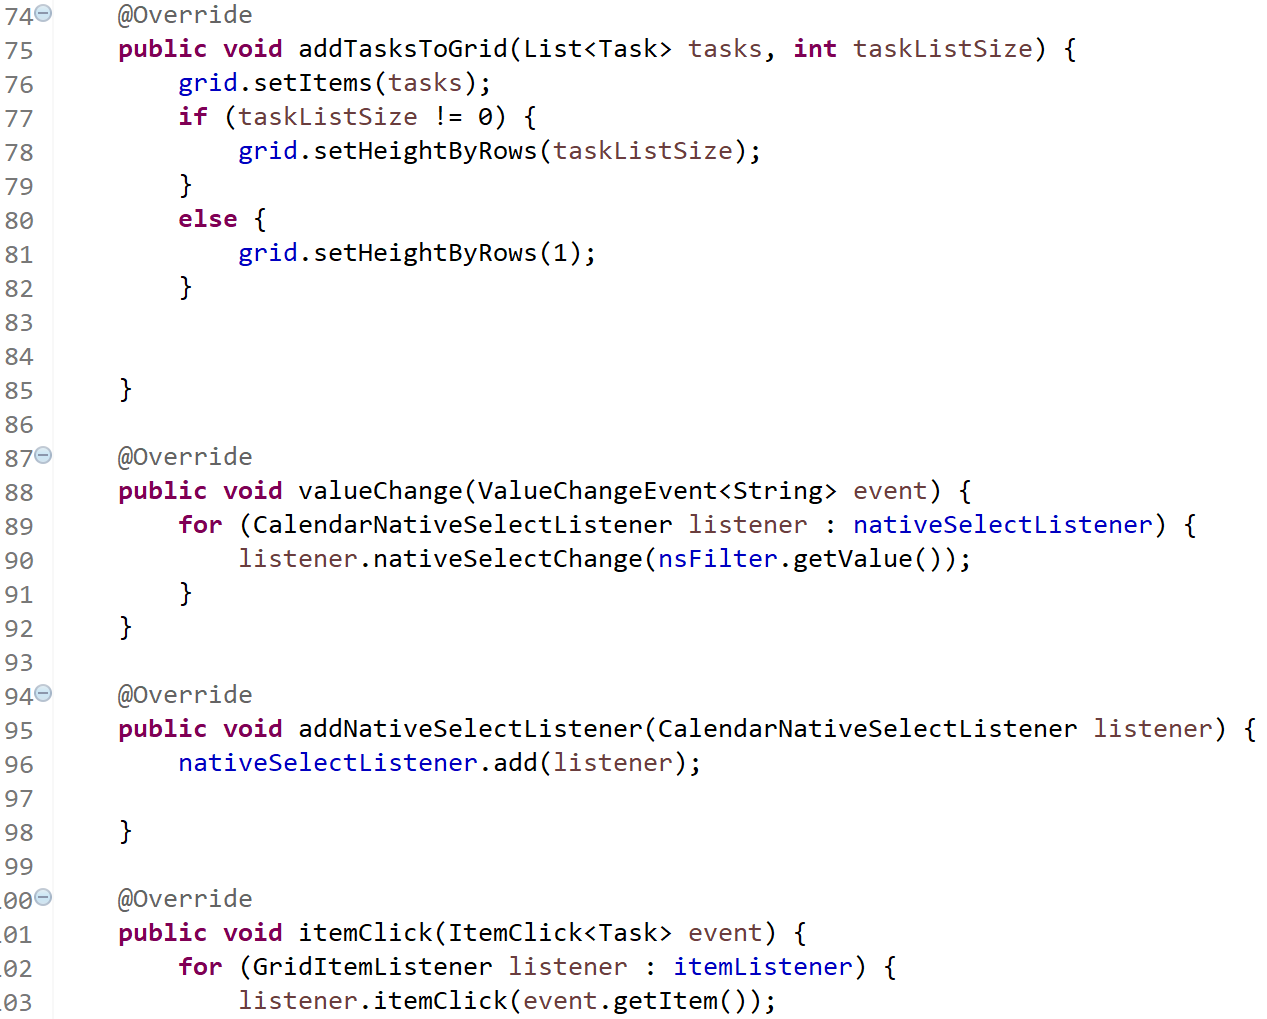 74 @Override
75 public void addTasksToGrid(List<Task> tasks, int taskListSize) {
76 grid.setItems(tasks);
77 if (taskListSize != 0) {
78 grid.setHeightByRows(taskListSize);
79 }
80 else {
81 grid.setHeightByRows(1);
82 }
83
84
85 }
86
87 @Override
88 public void valueChange(ValueChangeEvent<String> event) {
89 for (CalendarNativeSelectListener listener : nativeSelectListener) {
90 listener.nativeSelectChange(nsFilter.getValue());
91 }
92 }
93
94 @Override
95 public void addNativeSelectListener(CalendarNativeSelectListener listener) {
96 nativeSelectListener.add(listener);
97
98 }
99
100 @Override
101 public void itemClick(ItemClick<Task> event) {
102 for (GridItemListener listener : itemListener) {
103 listener.itemClick(event.getItem());